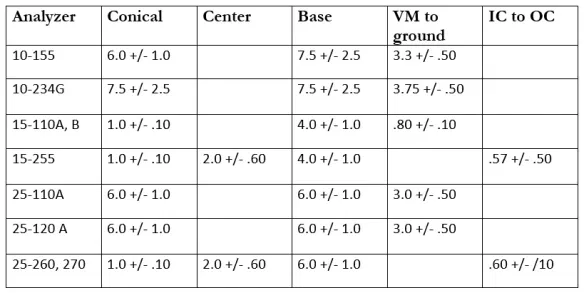 Analyzer Conical Center Base VM to ground IC to OC
10-155 6.0 +/- 1.0 7.5 +/- 2.5 3.3 +/- .50
10-234G 7.5 +/- 2.5 7.5 +/- 2.5 3.75 +/- .50
15-110A, B 1.0 +/- .10 4.0 +/- 1.0 .80 +/- .10
15-255 1.0 +/- .10 2.0 +/- .60 4.0 +/- 1.0 .57 +/- .50
25-110A 6.0 +/- 1.0 6.0 +/- 1.0 3.0 +/- .50
25-120 A 6.0 +/- 1.0 6.0 +/- 1.0 3.0 +/- .50
25-260, 270 1.0 +/- .10 2.0 +/- .60 6.0 +/- 1.0 .60 +/- /10